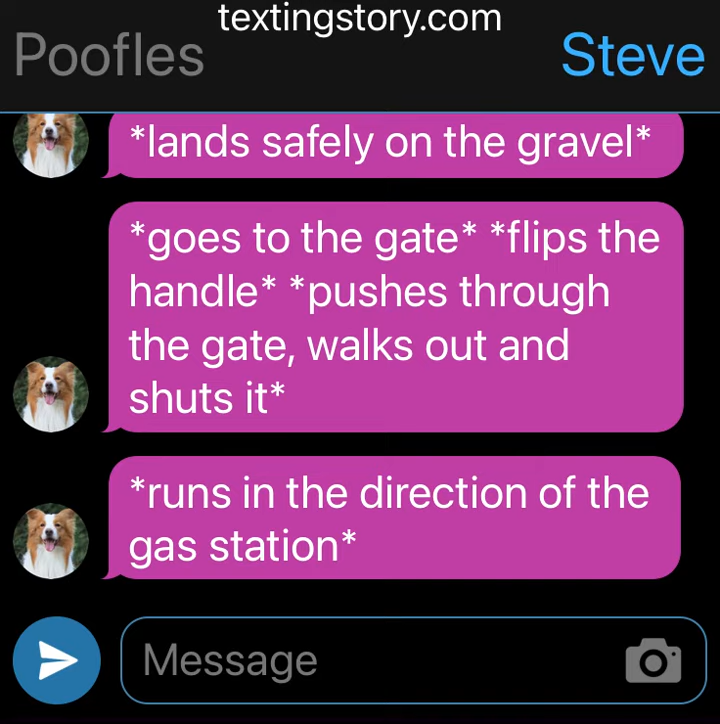 textingstory.com
Poofles
Steve
*lands safely on the gravel*
*goes to the gate* *flips the
handle* *pushes through
the gate, walks out and
shuts it*
*runs in the direction of the
gas station*
Message